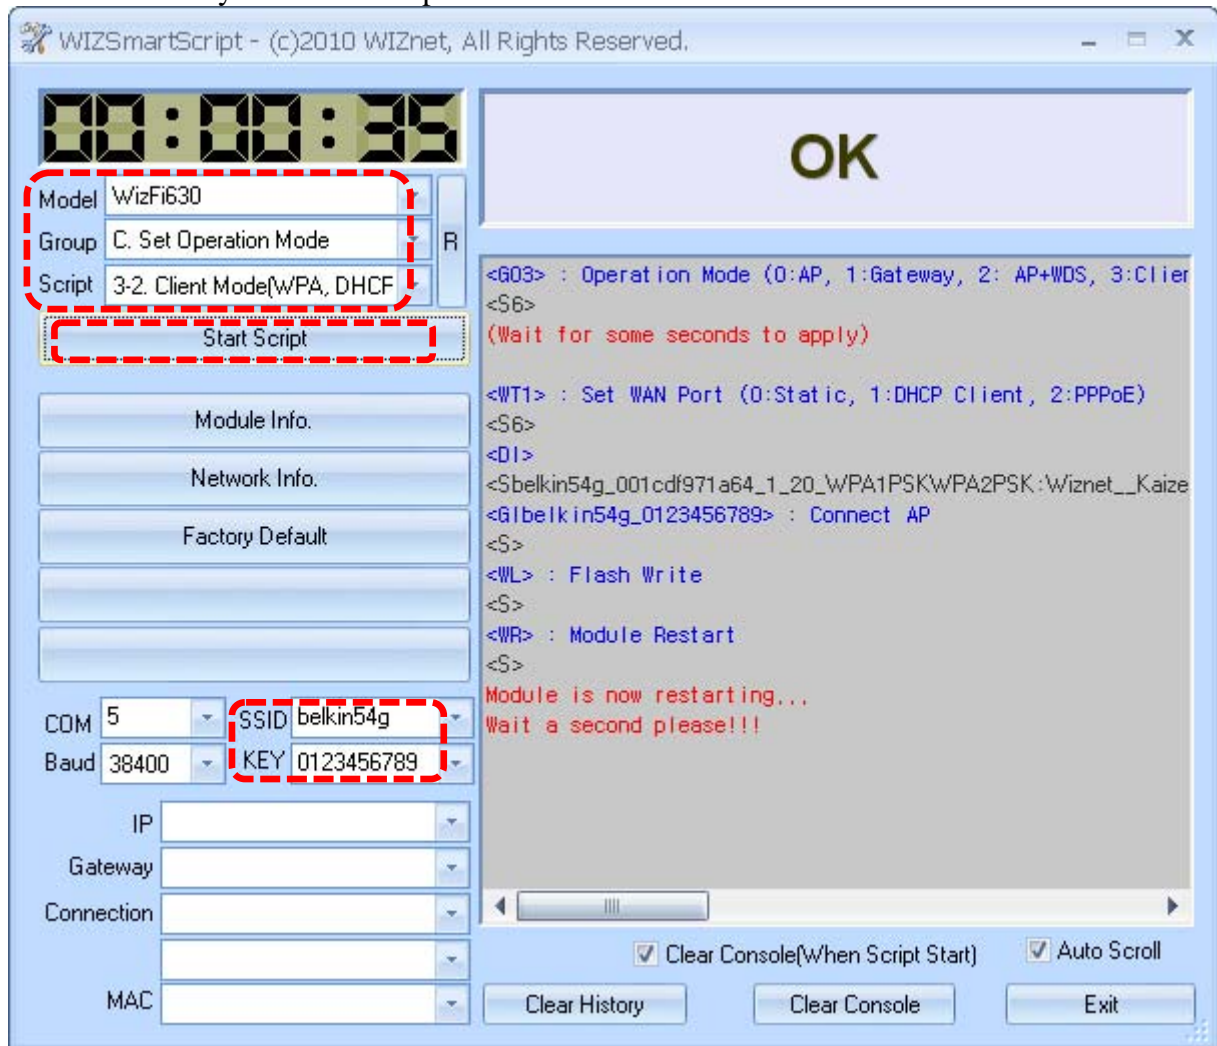 WIZSmartScript - (c)2010 WIZnet, All Rights Reserved.
00:00:35
OK
Model WizFi630
Group C. Set Operation Mode
R
Script 3-2. Client Mode(WPA, DHCF
Start Script
Module Info.
Network Info.
Factory Default
COM 5
SSID belkin54g
Baud 38400
KEY 0123456789
IP
Gateway
Connection
MAC
<GO3> : Operation Mode (0:AP, 1:Gateway, 2: AP+WDS, 3:Clier
<S6>
(Wait for some seconds to apply)
<WT1> : Set WAN Port (0:Static, 1:DHCP Client, 2:PPPoE)
<S6>
<DI>
<Sbelkin54g_001cdf971a64_1_20_WPA1PSKWPA2PSK:Wiznet__Kaize
<GIbelkin54g_0123456789> : Connect AP
<S>
<WL> : Flash Write
<S>
<WR> : Module Restart
<S>
Module is now restarting...
Wait a second please!!!
Clear Console(When Script Start)
Auto Scroll
Clear History
Clear Console
Exit